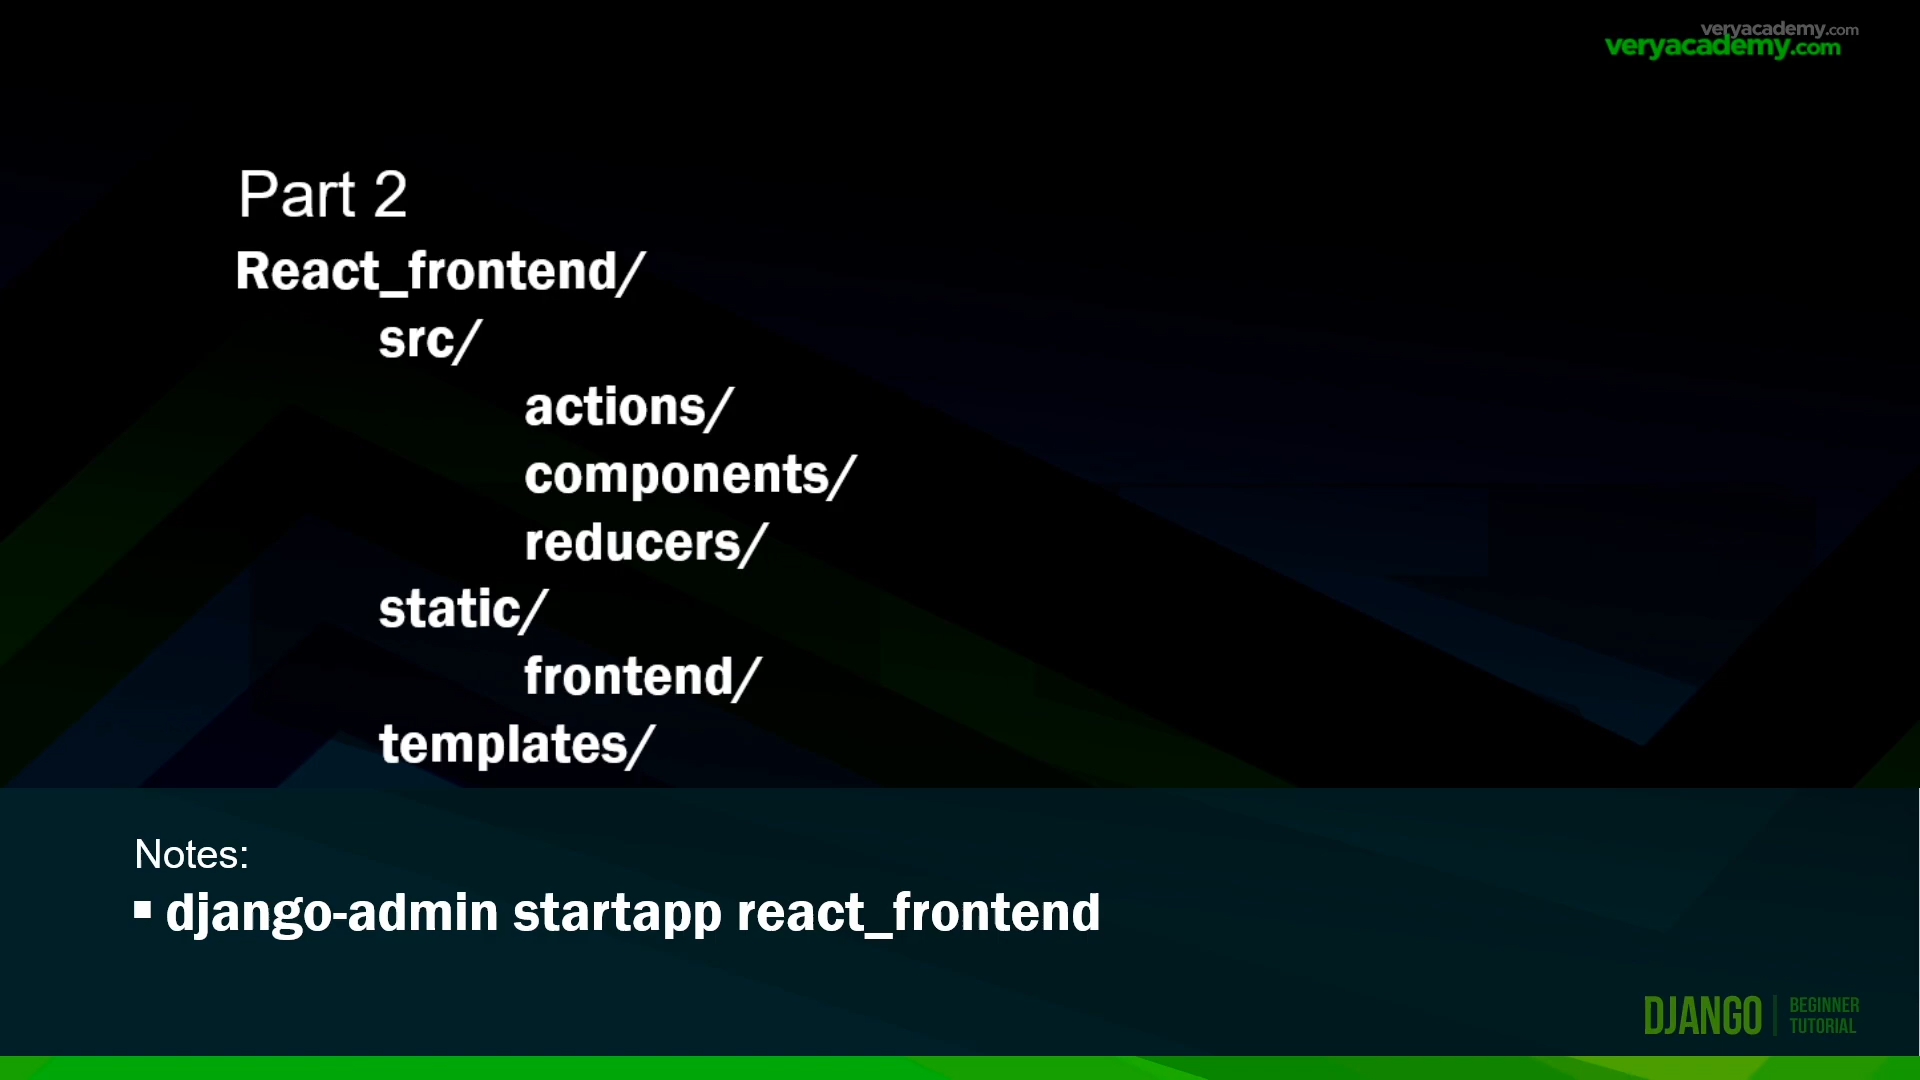 veryacademy.com
veryacademy.com
Part 2
React_frontend/
src/
actions/
components/
reducers/
static/
frontend/
templates/
Notes:
▪ django-admin startapp react_frontend
DJANGO | BEGINNER
TUTORIAL